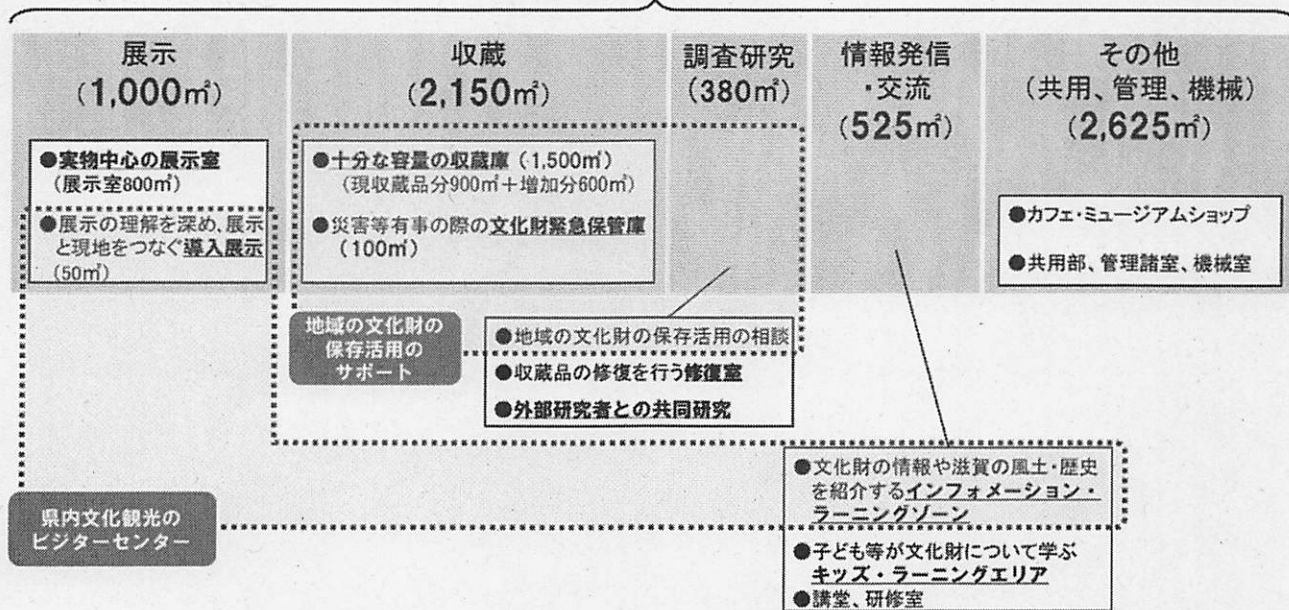 展示
(1,000㎡)
収蔵
(2,150㎡)
調査研究
(380㎡)
情報発信
・交流
(525㎡)
その他
(共用、管理、機械)
(2,625㎡)
●実物中心の展示室
(展示室800㎡)
●展示の理解を深め、展示
と現地をつなぐ導入展示
(50㎡)
●十分な容量の収蔵庫(1,500㎡)
(現収蔵品分900㎡+増加分600㎡)
●災害等有事の際の文化財緊急保管庫
(100㎡)
●カフェ・ミュージアムショップ
●共用部、管理諸室、機械室
地域の文化財の
保存活用の
サポート
●地域の文化財の保存活用の相談
●収蔵品の修復を行う修復室
●外部研究者との共同研究
県内文化観光の
ビジターセンター
●文化財の情報や滋賀の風土・歴史
を紹介するインフォメーション・
ラーニングゾーン
●子ども等が文化財について学ぶ
キッズ・ラーニングエリア
●講堂、研修室